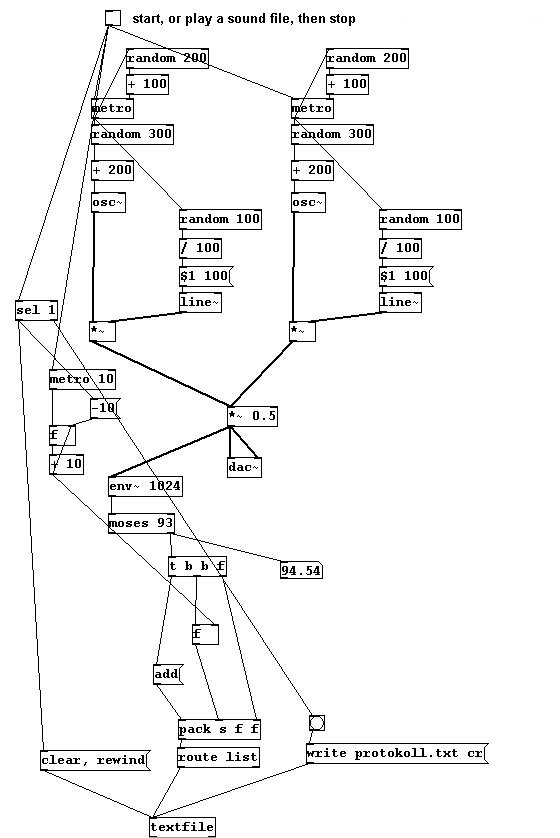 start, or play a sound file, then stop
random 200
random 200
+ 100
+ 100
metro
metro
random 300
random 300
+ 200
+ 200
osc~
osc~
random 100
random 100
/ 100
/ 100
$1 100
$1 100
line~
line~
sel 1
*~
*~
metro 10
-10
*~ 0.5
f
+ 10
dac~
env~ 1024
moses 93
t b b f
94.54
f
add
pack s f f
clear, rewind
route list
write protokoll.txt cr
textfile